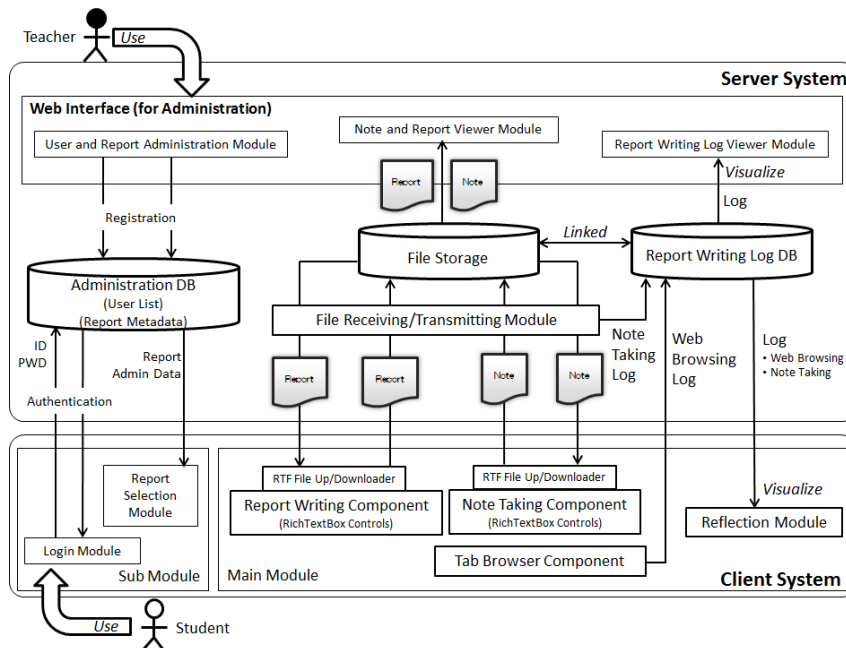 Teacher
Use
Server System
Web Interface (for Administration)
User and Report Administration Module
Note and Report Viewer Module
Report Writing Log Viewer Module
Report
Note
Visualize
Log
Registration
Linked
File Storage
Report Writing Log DB
Administration DB
(User List)
(Report Metadata)
File Receiving/Transmitting Module
ID
PWD
Report
Admin Data
Authentication
Note
Taking
Log
Web
Browsing
Log
Log
• Web Browsing
• Note Taking
Report
Report
Note
Note
Report
Selection
Module
RTF File Up/Downloader
Report Writing Component
(RichTextBox Controls)
RTF File Up/Downloader
Note Taking Component
(RichTextBox Controls)
Visualize
Reflection Module
Login Module
Tab Browser Component
Sub Module
Main Module
Client System
Use
Student